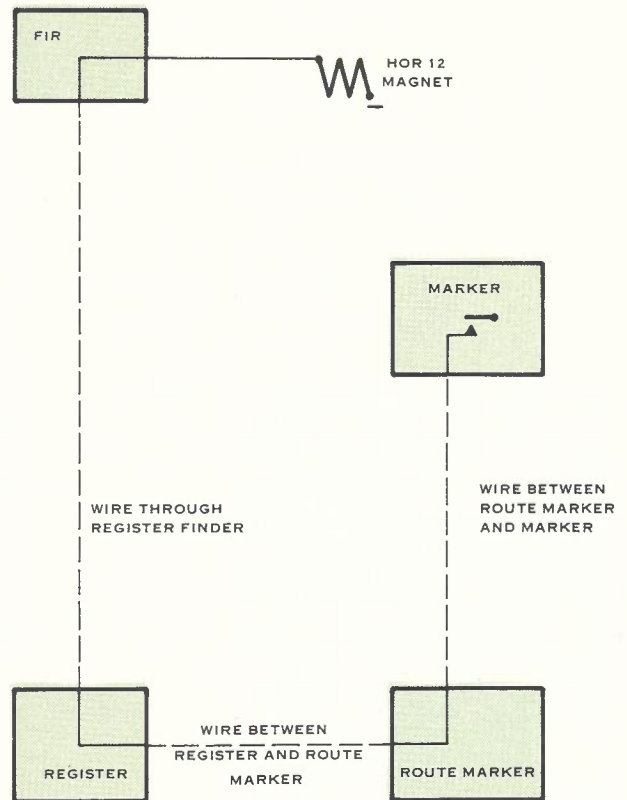 FIR
HOR 12
MAGNET
MARKER
WIRE THROUGH
REGISTER FINDER
WIRE BETWEEN
ROUTE MARKER
AND MARKER
REGISTER
WIRE BETWEEN
REGISTER AND ROUTE
MARKER
ROUTE MARKER